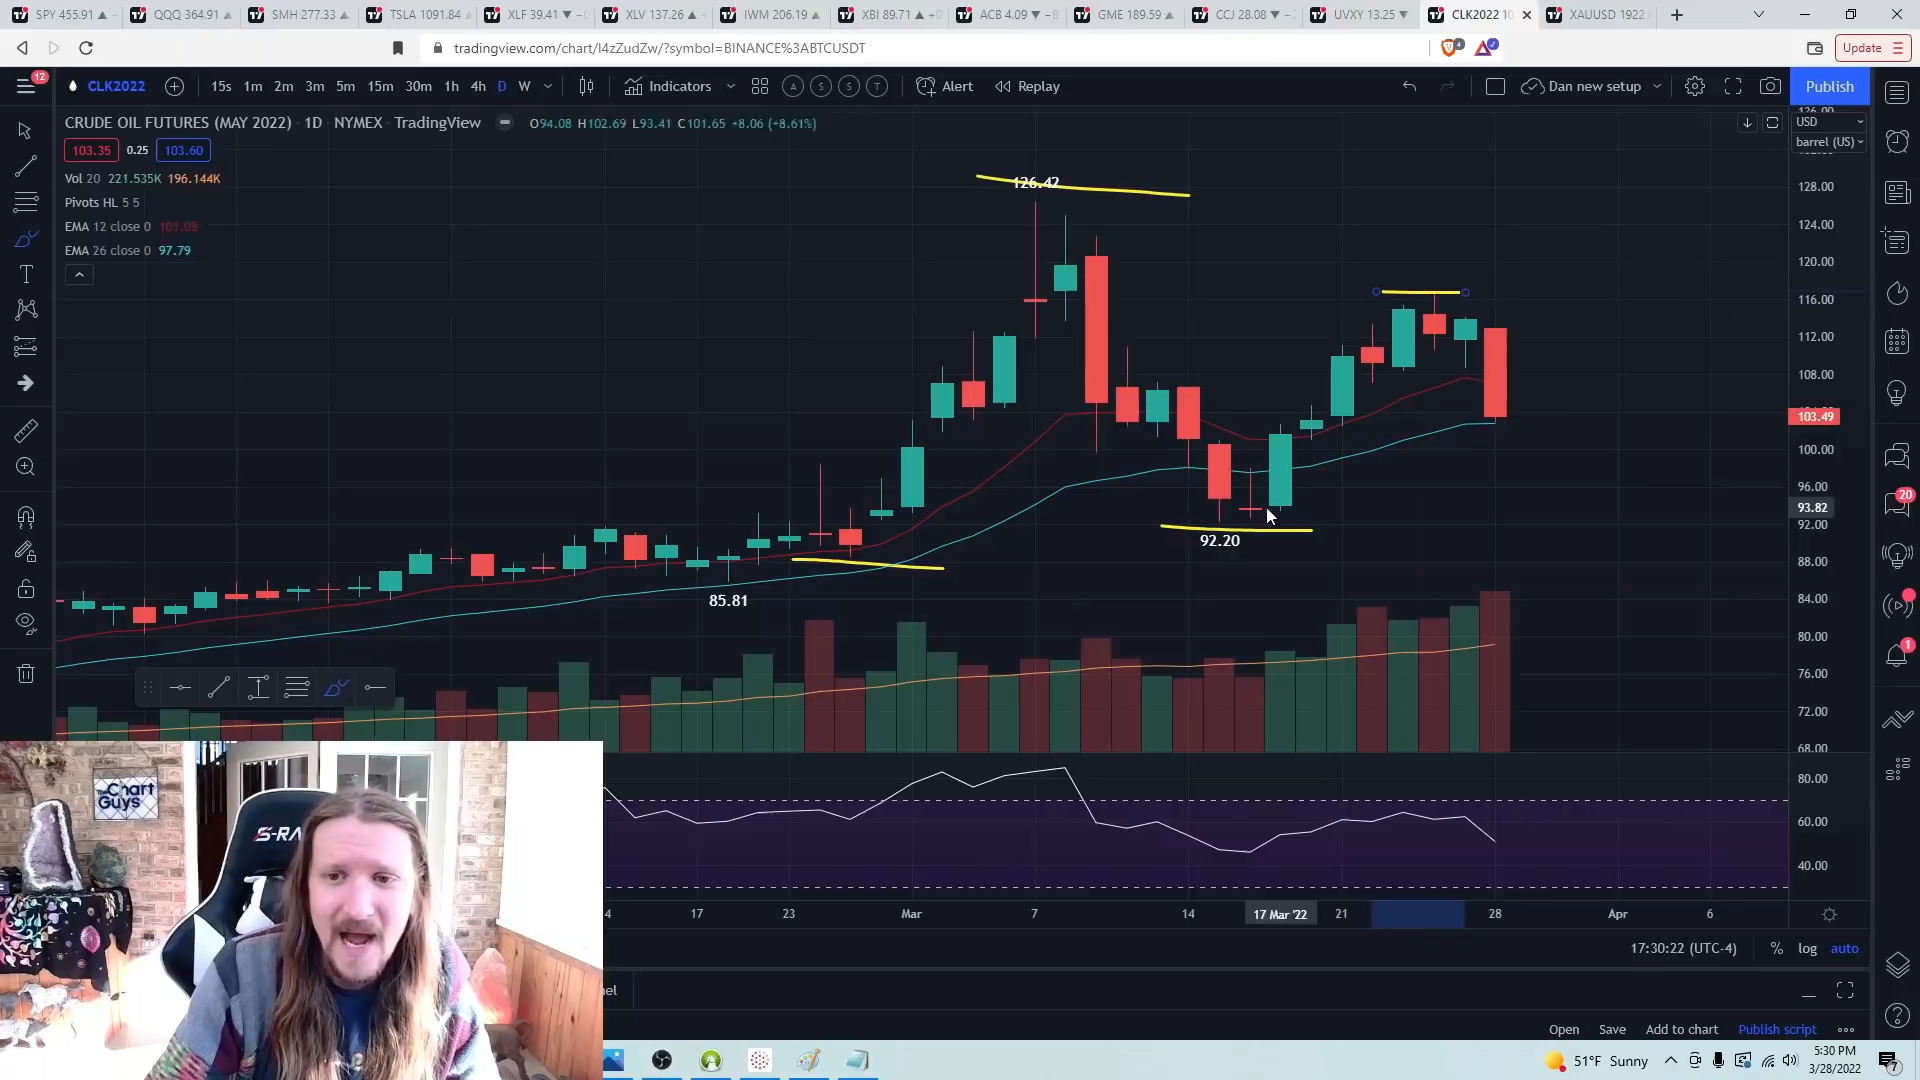 SPY 455.91 QQQ 364.91 SMH 277.33 TSLA 1091.84 XLF 39.41 XLV 137.26 IWM 206.19 XBI 89.71 ACB 4.09 GME 189.59 CCJ 28.08 UVXY 13.25 CLK2022 10 XAUUSD 1922
tradingview.com/chart/I4zZudZw/?symbol=BINANCE%3ABTCUSDT
4
Update
12
CLK2022 15s 1m 2m 3m 5m 15m 30m 1h 4h D W Indicators A S S T Alert Replay Dan new setup Publish
CRUDE OIL FUTURES (MAY 2022) · 1D · NYMEX · TradingView O94.08 H102.69 L93.41 C101.65 +8.06 (+8.61%)
USD
barrel (US)
103.35 0.25 103.60
Vol 20 221.535K 196.144K
Pivots HL 5 5
EMA 12 close 0 101.08
EMA 26 close 0 97.79
126.42
92.20
85.81
128.00
124.00
120.00
116.00
112.00
108.00
103.49
100.00
96.00
93.82
92.00
88.00
84.00
80.00
76.00
72.00
68.00
80.00
60.00
40.00
20
1
The Chart Guys
S-RA
4 17 23 Mar 7 14 17 Mar '22 21 28 Apr 6
17:30:22 (UTC-4) % log auto
nel
Open Save Add to chart Publish script
51°F Sunny
5:30 PM
3/28/2022
7